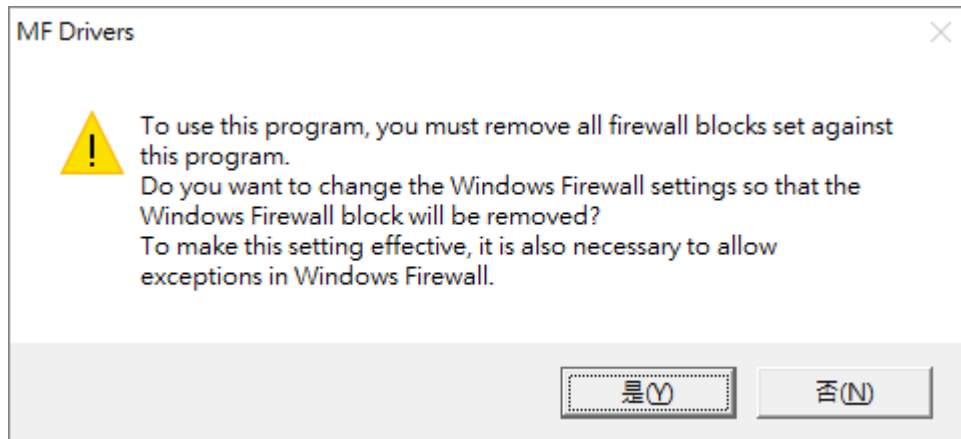 MF Drivers
To use this program, you must remove all firewall blocks set against
this program.
Do you want to change the Windows Firewall settings so that the
Windows Firewall block will be removed?
To make this setting effective, it is also necessary to allow
exceptions in Windows Firewall.
是(Y)
否(N)